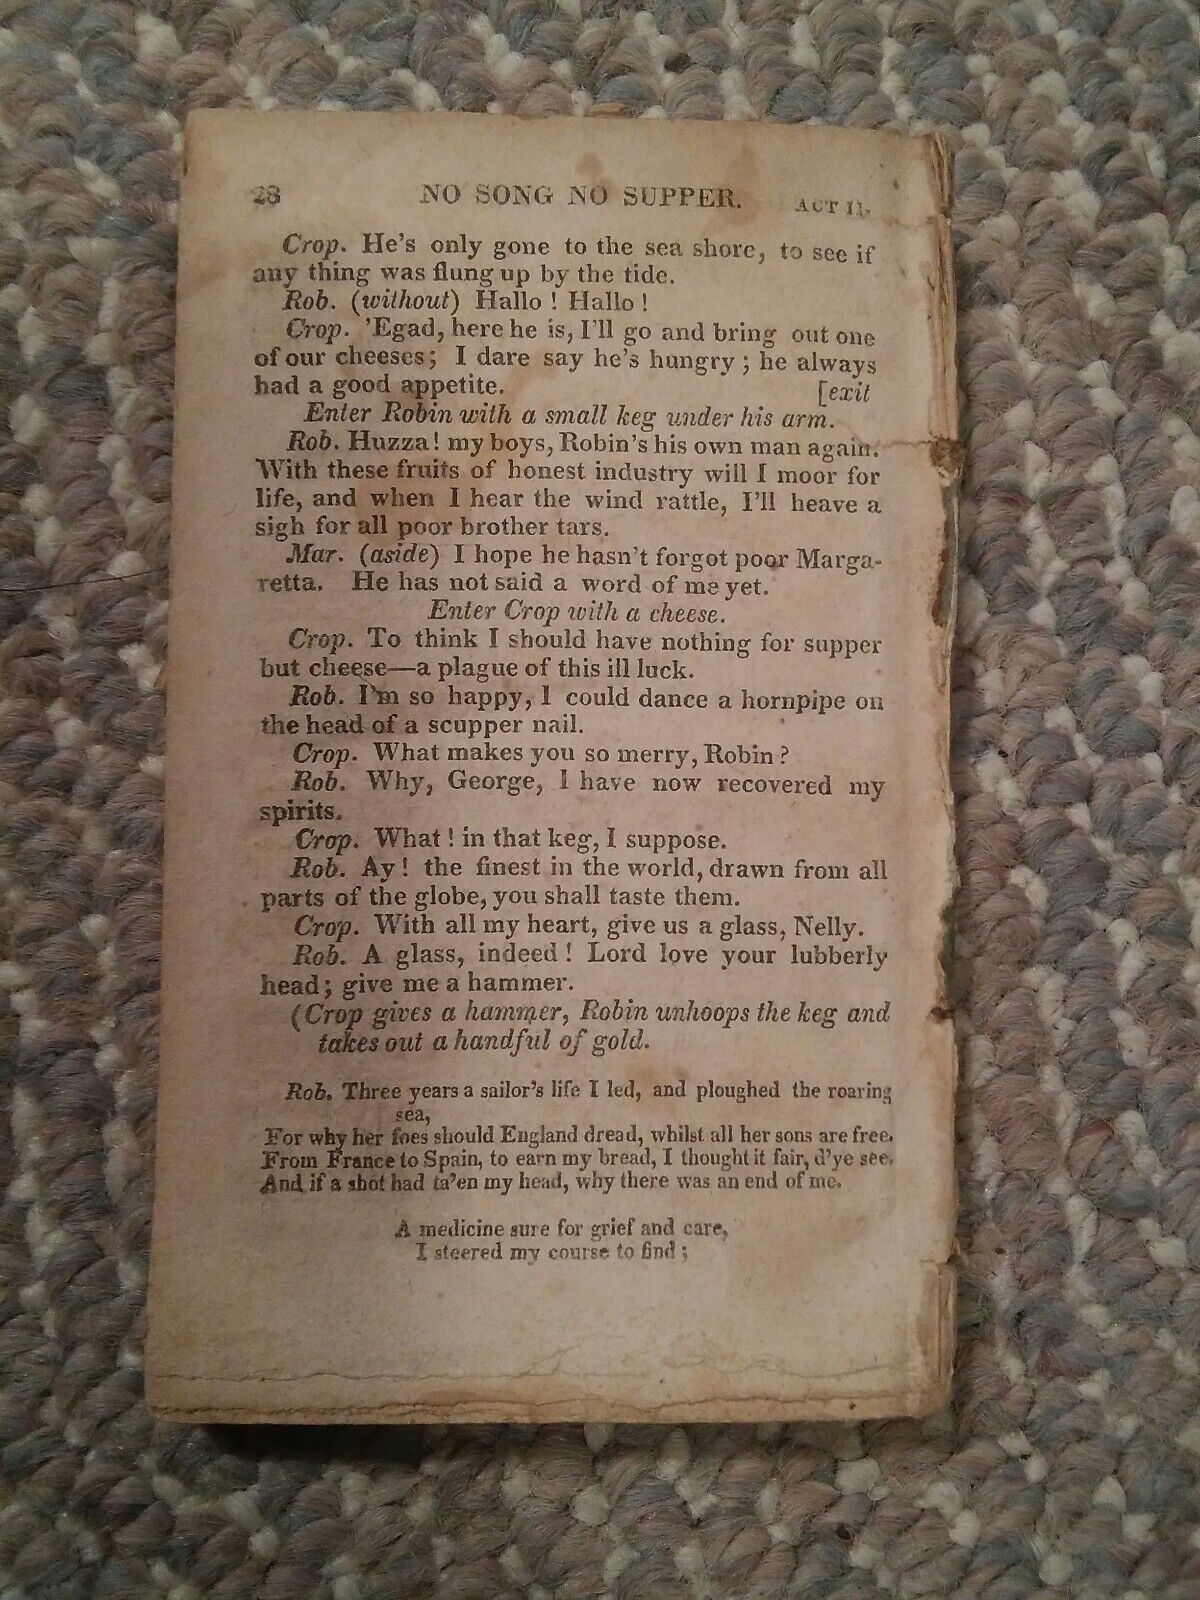 28 NO SONG NO SUPPER. ACT II.
Crop. He's only gone to the sea shore, to see if
any thing was flung up by the tide.
Rob. (without) Hallo ! Hallo !
Crop. 'Egad, here he is, I'll go and bring out one
of our cheeses; I dare say he's hungry ; he always
had a good appetite. [exit
Enter Robin with a small keg under his arm.
Rob. Huzza! my boys, Robin's his own man again.
With these fruits of honest industry will I moor for
life, and when I hear the wind rattle, I'll heave a
sigh for all poor brother tars.
Mar. (aside) I hope he hasn't forgot poor Marga-
retta. He has not said a word of me yet.
Enter Crop with a cheese.
Crop. To think I should have nothing for supper
but cheese—a plague of this ill luck.
Rob. I'm so happy, I could dance a hornpipe on
the head of a scupper nail.
Crop. What makes you so merry, Robin ?
Rob. Why, George, I have now recovered my
spirits.
Crop. What ! in that keg, I suppose.
Rob. Ay! the finest in the world, drawn from all
parts of the globe, you shall taste them.
Crop. With all my heart, give us a glass, Nelly.
Rob. A glass, indeed ! Lord love your lubberly
head; give me a hammer.
(Crop gives a hammer, Robin unhoops the keg and
takes out a handful of gold.
Rob. Three years a sailor's life I led, and ploughed the roaring
sea,
For why her foes should England dread, whilst all her sons are free.
From France to Spain, to earn my bread, I thought it fair, d'ye see.
And if a shot had ta'en my head, why there was an end of me.
A medicine sure for grief and care,
I steered my course to find ;